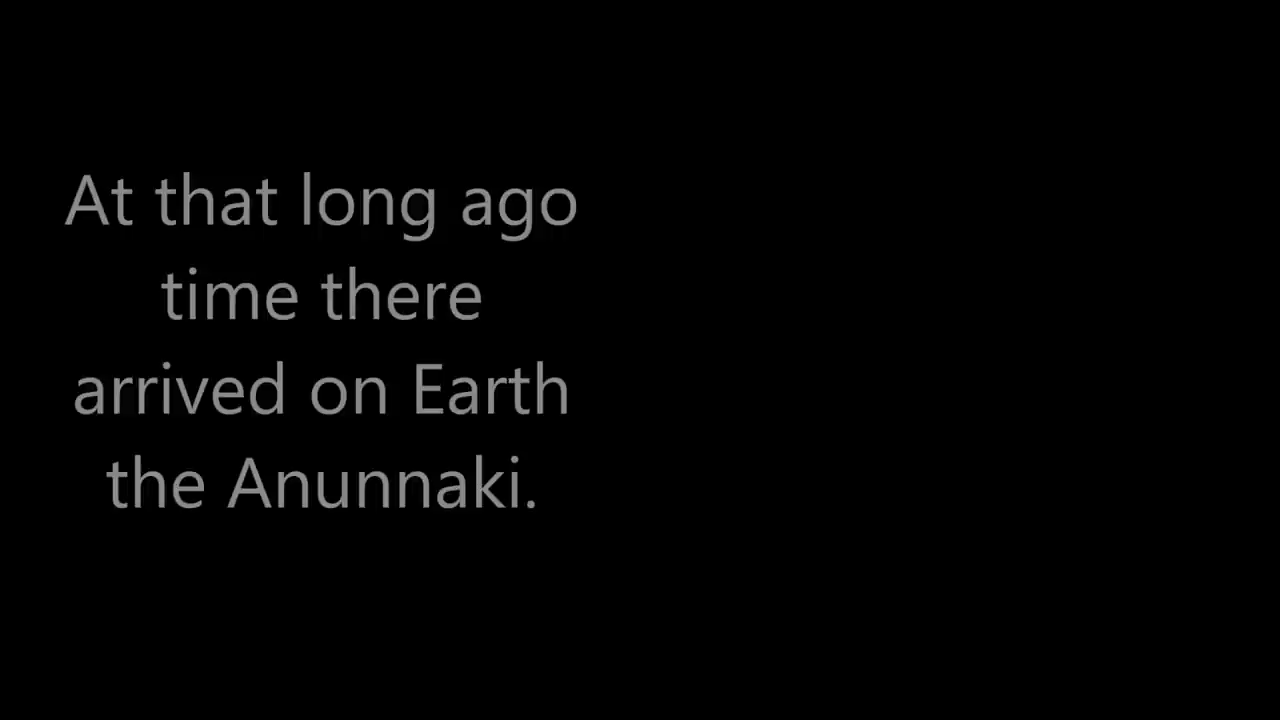 At that long ago
time there
arrived on Earth
the Anunnaki.